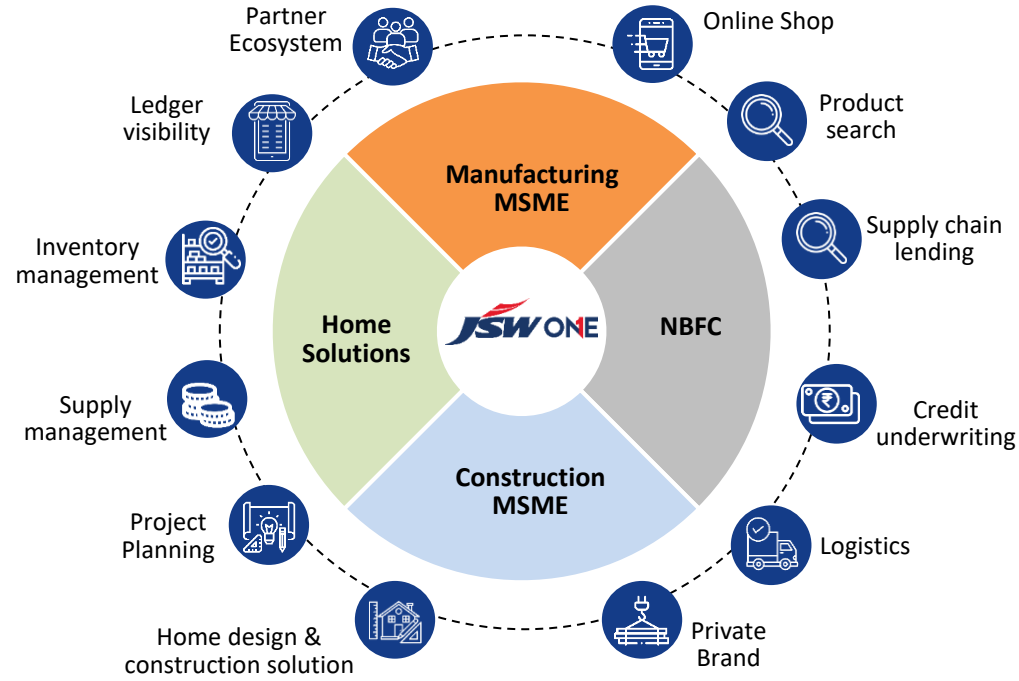 Partner
Ecosystem
Online Shop
Ledger
visibility
Product
search
Manufacturing
MSME
Inventory
management
Supply chain
lending
Home
Solutions
JSW ONE
NBFC
Supply
management
Credit
underwriting
₹
Construction
MSME
Project
Planning
Logistics
Home design &
construction solution
Private
Brand